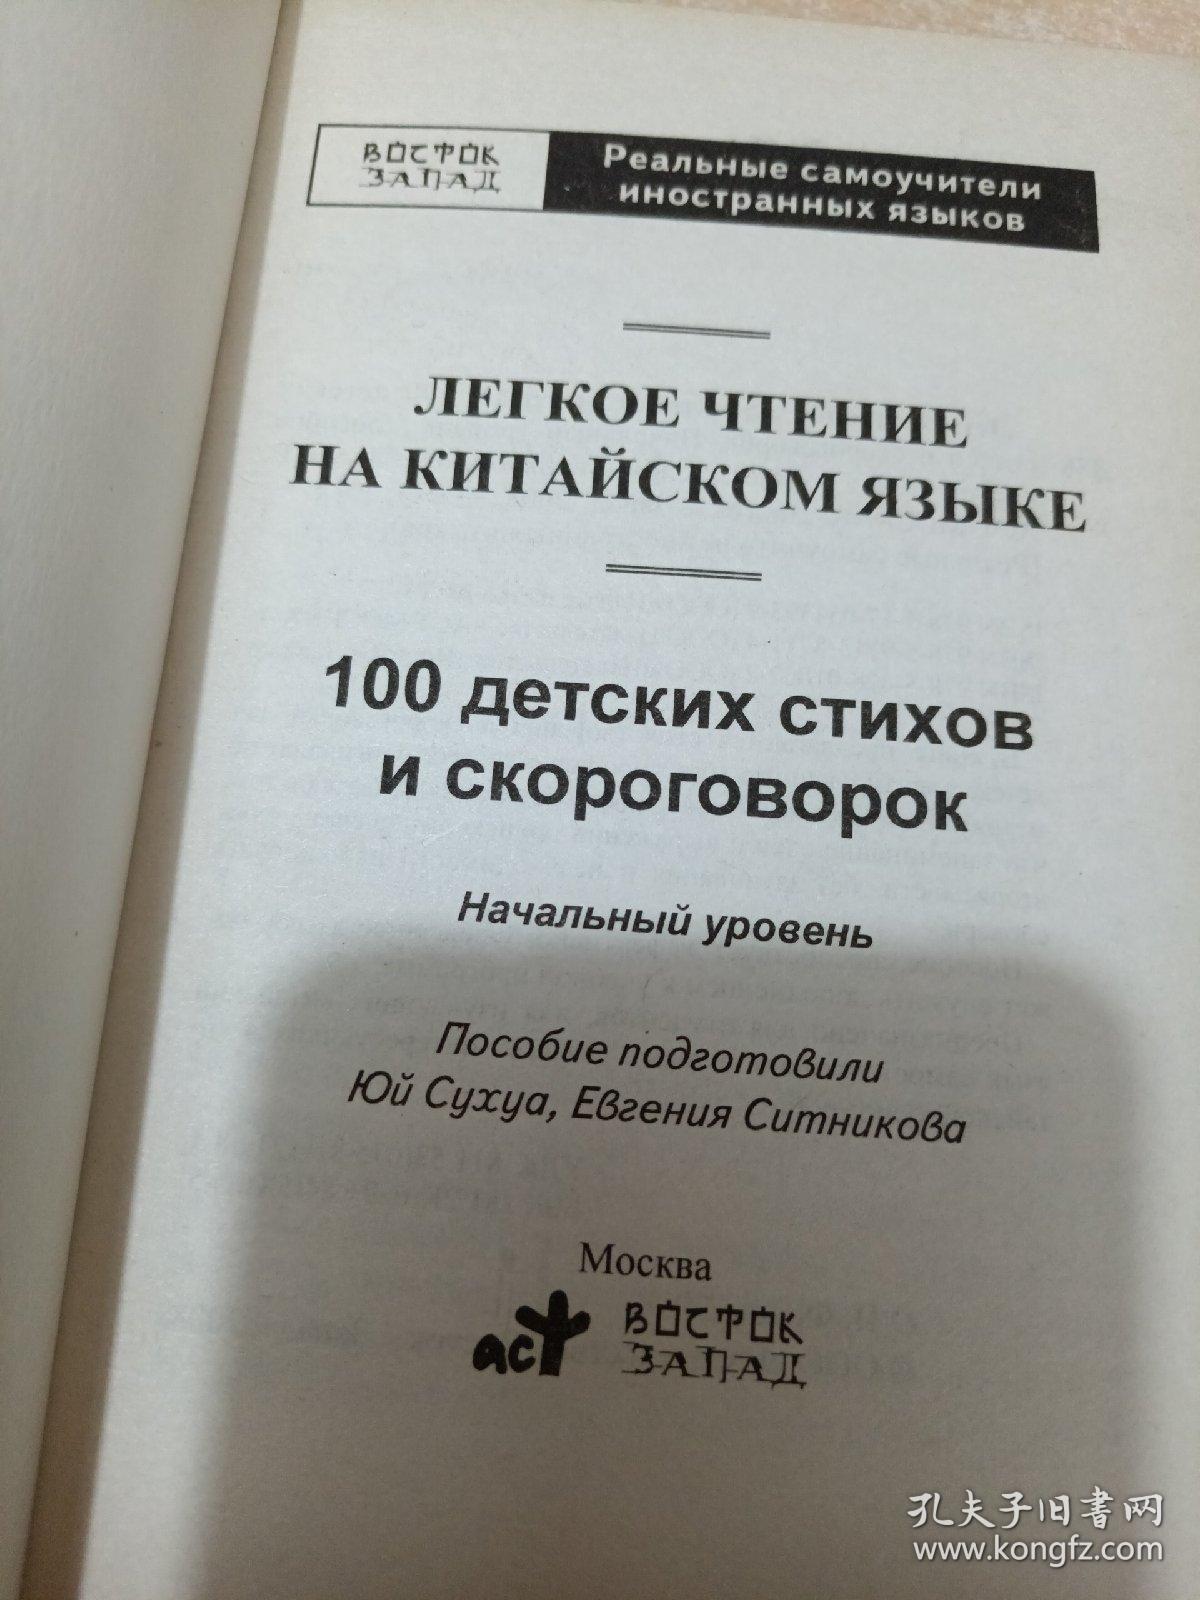 ВОСТОК
ЗАПАД
Реальные самоучители
иностранных языков
ЛЕГКОЕ ЧТЕНИЕ
НА КИТАЙСКОМ ЯЗЫКЕ
100 детских стихов
и скороговорок
Начальный уровень
Пособие подготовили
Юй Сухуа, Евгения Ситникова
Москва
аст
ВОСТОК
ЗАПАД
孔夫子旧書网
www.kongfz.com